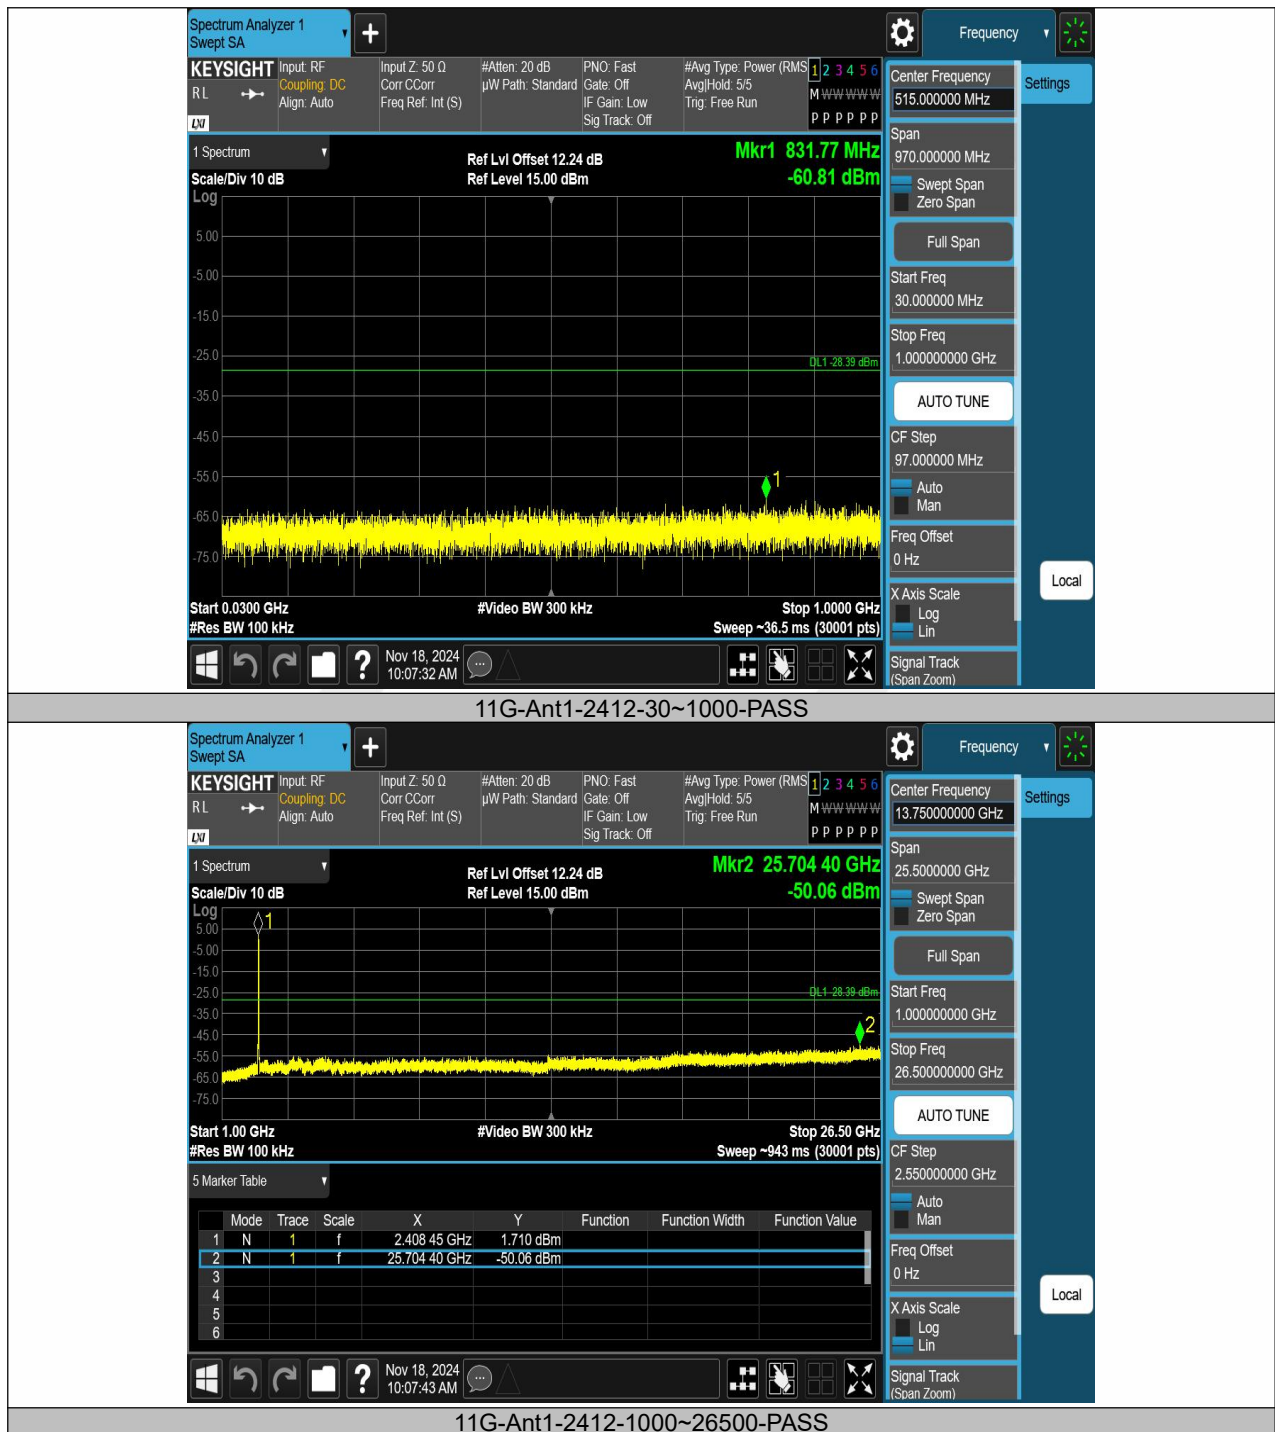 Spectrum Analyzer 1
Swept SA
Frequency
KEYSIGHT
RL
LXI
Input: RF
Coupling: DC
Align: Auto
Input Z: 50 Ω
Corr CCorr
Freq Ref: Int (S)
#Atten: 20 dB
µW Path: Standard
PNO: Fast
Gate: Off
IF Gain: Low
Sig Track: Off
#Avg Type: Power (RMS
Avg|Hold: 5/5
Trig: Free Run
1 2 3 4 5 6
M W W W W W
P P P P P P
1 Spectrum
Scale/Div 10 dB
Log
Ref Lvl Offset 12.24 dB
Ref Level 15.00 dBm
Mkr1 831.77 MHz
-60.81 dBm
5.00
-5.00
-15.0
-25.0
DL1 -28.39 dBm
-35.0
-45.0
-55.0
1
-65.0
-75.0
Start 0.0300 GHz
#Res BW 100 kHz
#Video BW 300 kHz
Stop 1.0000 GHz
Sweep ~36.5 ms (30001 pts)
Nov 18, 2024
10:07:32 AM
Center Frequency
515.000000 MHz
Span
970.000000 MHz
Swept Span
Zero Span
Full Span
Start Freq
30.000000 MHz
Stop Freq
1.000000000 GHz
AUTO TUNE
CF Step
97.000000 MHz
Auto
Man
Freq Offset
0 Hz
X Axis Scale
Log
Lin
Signal Track
(Span Zoom)
Settings
Local
11G-Ant1-2412-30~1000-PASS
Spectrum Analyzer 1
Swept SA
Frequency
KEYSIGHT
RL
LXI
Input: RF
Coupling: DC
Align: Auto
Input Z: 50 Ω
Corr CCorr
Freq Ref: Int (S)
#Atten: 20 dB
µW Path: Standard
PNO: Fast
Gate: Off
IF Gain: Low
Sig Track: Off
#Avg Type: Power (RMS
Avg|Hold: 5/5
Trig: Free Run
1 2 3 4 5 6
M W W W W W
P P P P P P
1 Spectrum
Scale/Div 10 dB
Log
Ref Lvl Offset 12.24 dB
Ref Level 15.00 dBm
Mkr2 25.704 40 GHz
-50.06 dBm
1
5.00
-5.00
-15.0
-25.0
DL1 -28.39 dBm
-35.0
2
-45.0
-55.0
-65.0
-75.0
Start 1.00 GHz
#Res BW 100 kHz
#Video BW 300 kHz
Stop 26.50 GHz
Sweep ~943 ms (30001 pts)
5 Marker Table
Mode Trace Scale X Y Function Function Width Function Value
1 N 1 f 2.408 45 GHz 1.710 dBm
2 N 1 f 25.704 40 GHz -50.06 dBm
3
4
5
6
Nov 18, 2024
10:07:43 AM
Center Frequency
13.750000000 GHz
Span
25.5000000 GHz
Swept Span
Zero Span
Full Span
Start Freq
1.000000000 GHz
Stop Freq
26.500000000 GHz
AUTO TUNE
CF Step
2.550000000 GHz
Auto
Man
Freq Offset
0 Hz
X Axis Scale
Log
Lin
Signal Track
(Span Zoom)
Settings
Local
11G-Ant1-2412-1000~26500-PASS